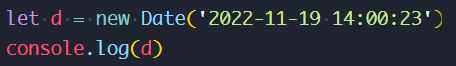 let d = new Date('2022-11-19 14:00:23')
console.log(d)